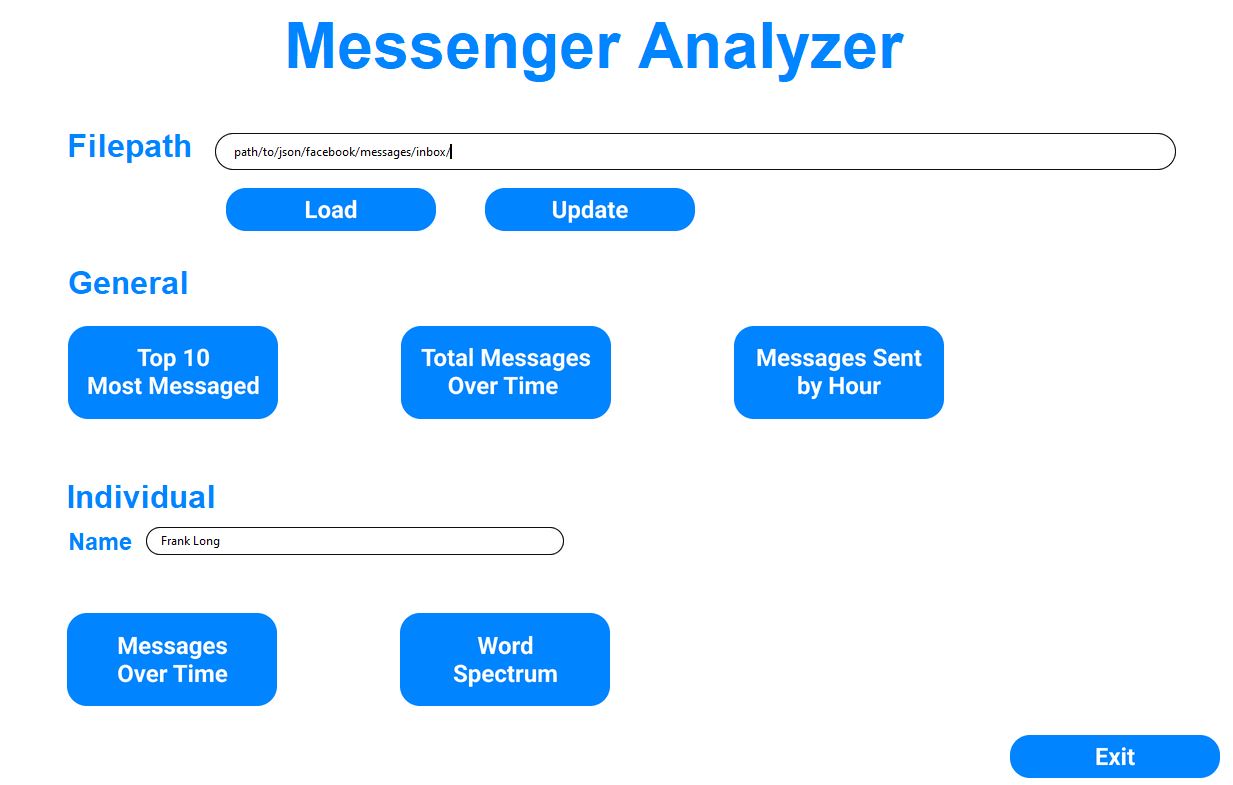 Messenger Analyzer
Filepath
path/to/json/facebook/messages/inbox/
Load
Update
General
Top 10
Most Messaged
Total Messages
Over Time
Messages Sent
by Hour
Individual
Name
Frank Long
Messages
Over Time
Word
Spectrum
Exit